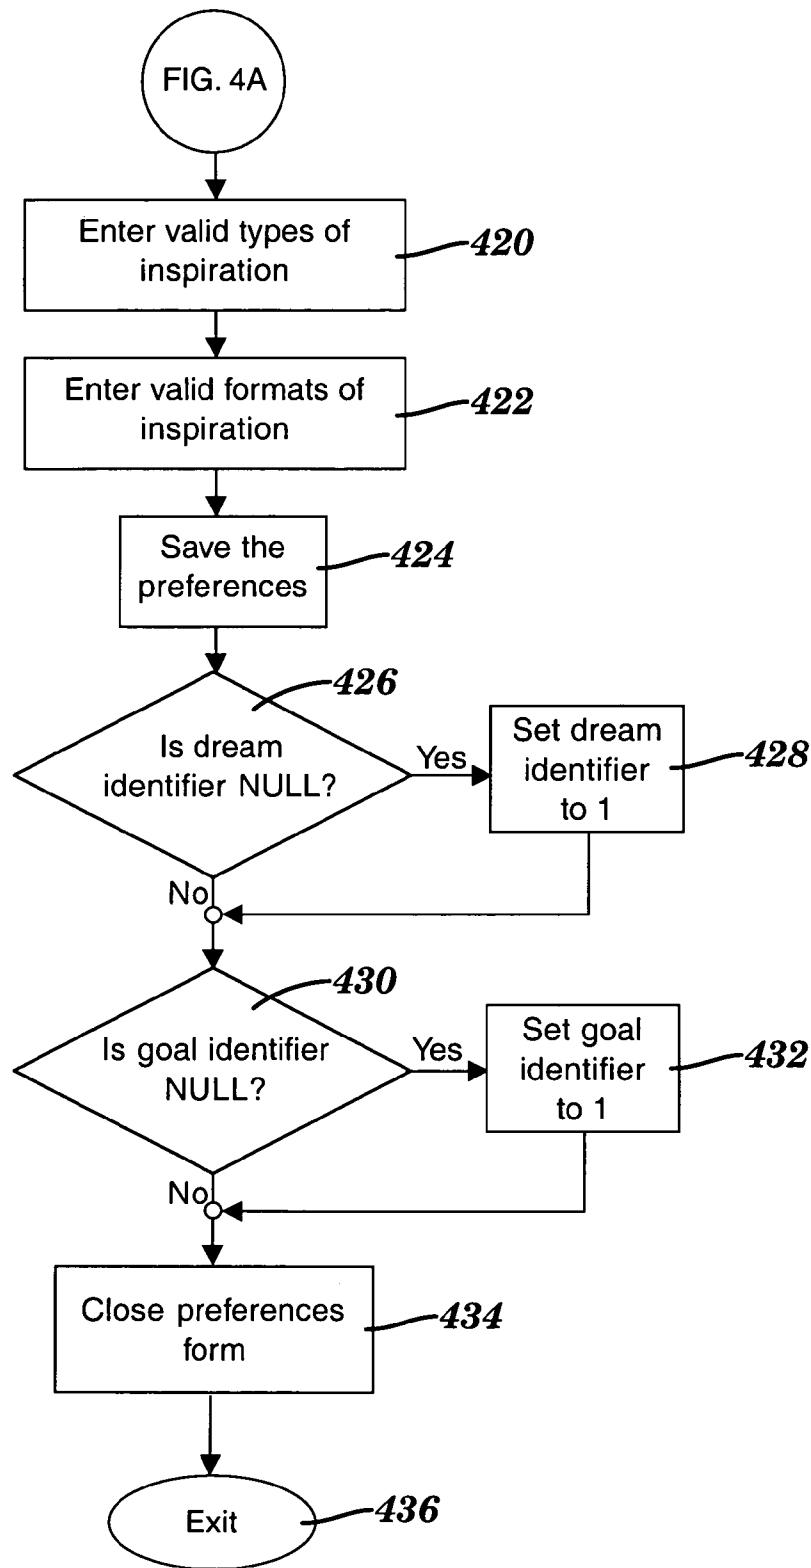 FIG. 4A
Enter valid types of
inspiration
420
Enter valid formats of
inspiration
422
Save the
preferences
424
426
Is dream
identifier NULL?
Yes
Set dream
identifier
to 1
428
No
430
Is goal identifier
NULL?
Yes
Set goal
identifier
to 1
432
No
Close preferences
form
434
Exit
436